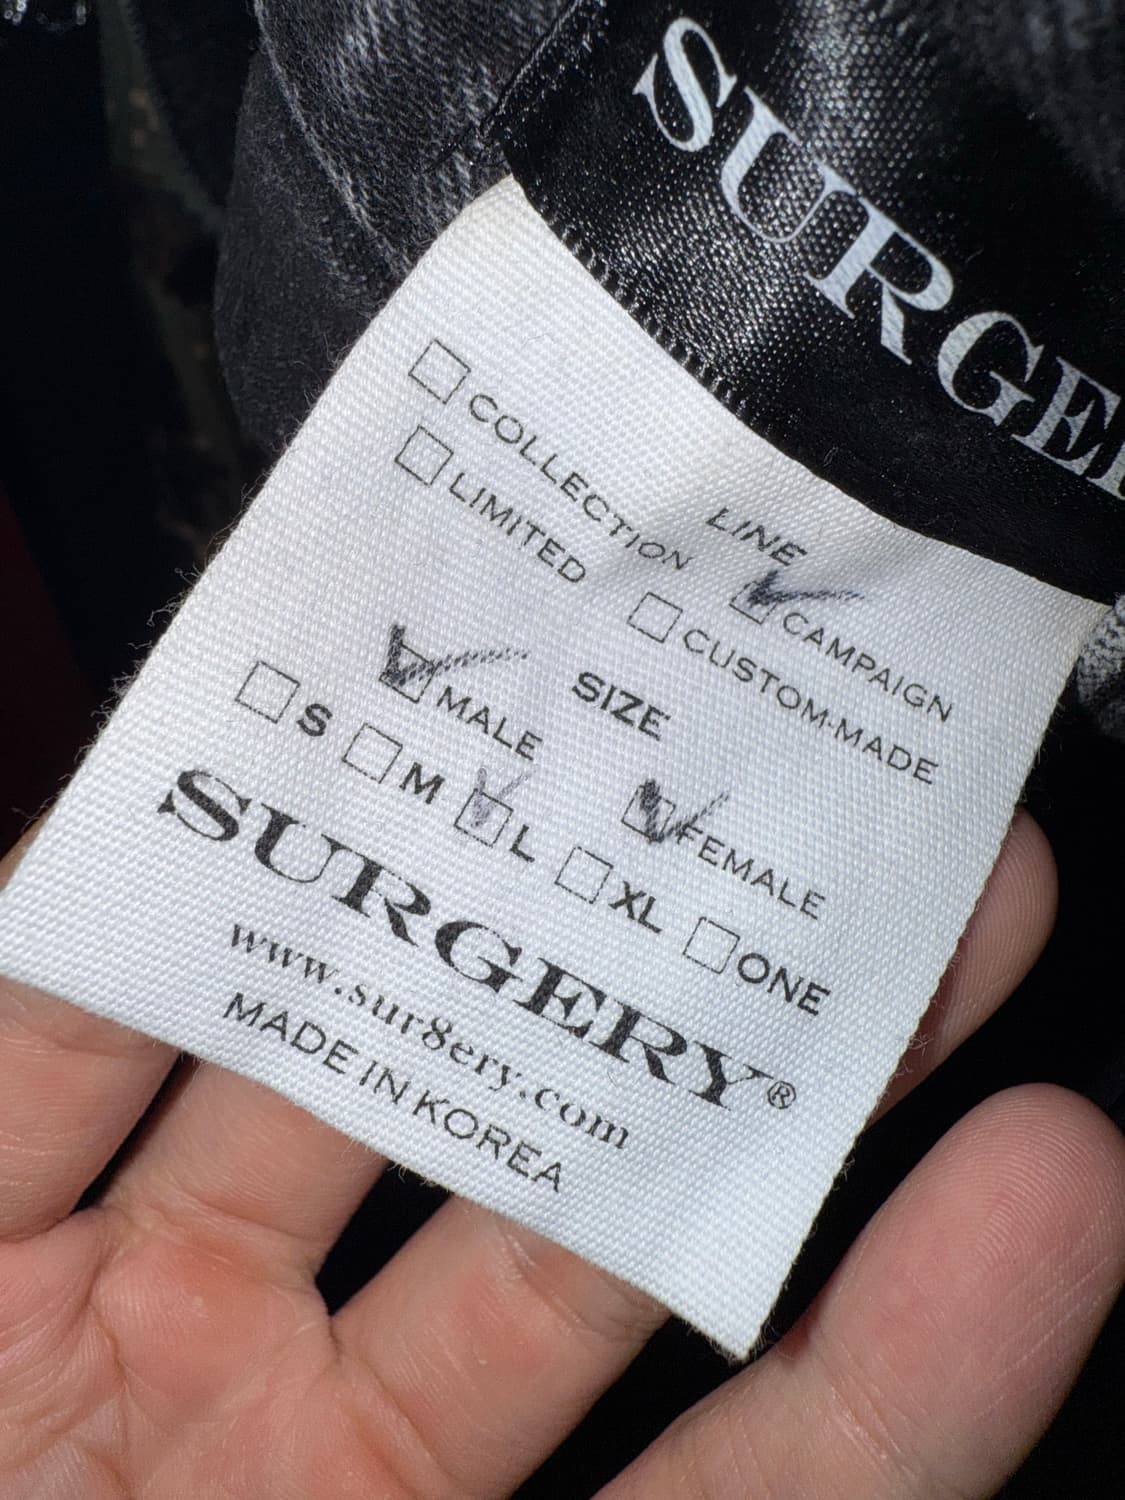 SURGE
LINE
☐ COLLECTION ☑ CAMPAIGN
☐ LIMITED ☐ CUSTOM-MADE
SIZE
☑ MALE ☑ FEMALE
☐ S ☐ M ☑ L ☐ XL ☐ ONE
SURGERY®
www.sur8ery.com
MADE IN KOREA